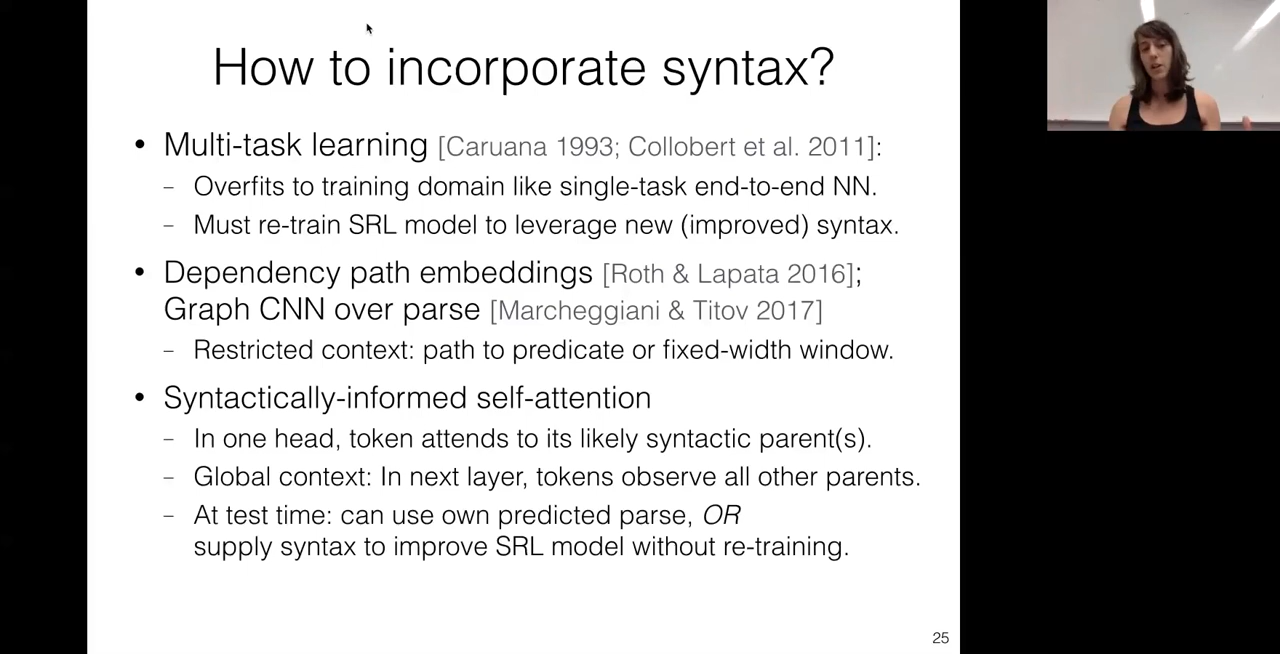 How to incorporate syntax?
• Multi-task learning [Caruana 1993; Collobert et al. 2011]:
– Overfits to training domain like single-task end-to-end NN.
– Must re-train SRL model to leverage new (improved) syntax.
• Dependency path embeddings [Roth & Lapata 2016];
Graph CNN over parse [Marcheggiani & Titov 2017]
– Restricted context: path to predicate or fixed-width window.
• Syntactically-informed self-attention
– In one head, token attends to its likely syntactic parent(s).
– Global context: In next layer, tokens observe all other parents.
– At test time: can use own predicted parse, OR
supply syntax to improve SRL model without re-training.
25